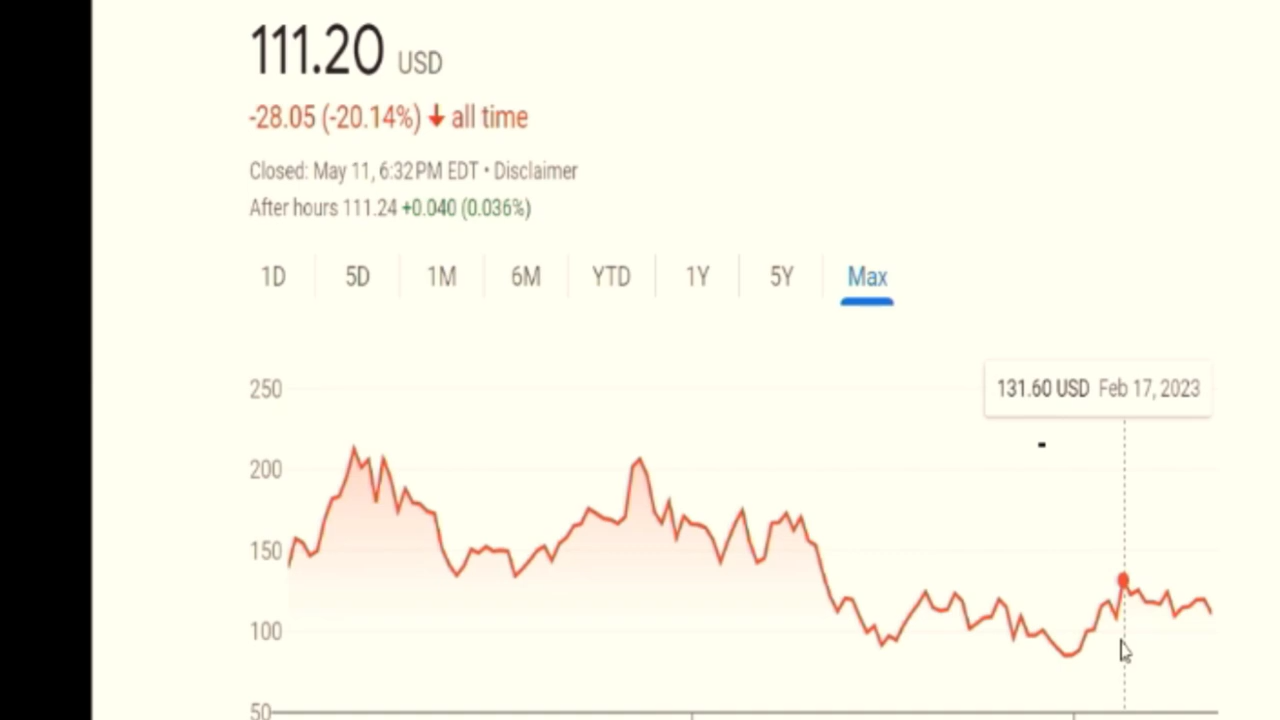 111.20 USD
-28.05 (-20.14%) ↓ all time
Closed: May 11, 6:32 PM EDT • Disclaimer
After hours 111.24 +0.040 (0.036%)
1D 5D 1M 6M YTD 1Y 5Y Max
250
131.60 USD Feb 17, 2023
200
150
100
50